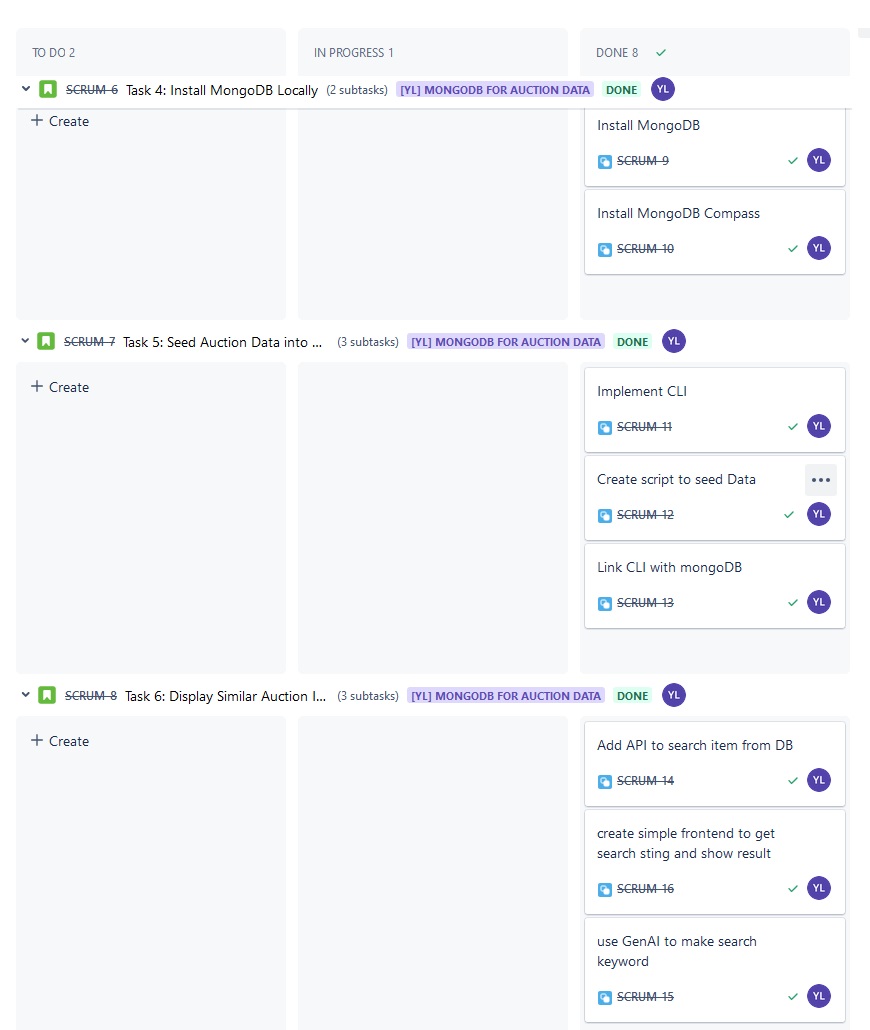 TO DO 2
IN PROGRESS 1
DONE 8
SCRUM-6 Task 4: Install MongoDB Locally (2 subtasks) [YL] MONGODB FOR AUCTION DATA DONE YL
+ Create
Install MongoDB
SCRUM-9 YL
Install MongoDB Compass
SCRUM-10 YL
SCRUM-7 Task 5: Seed Auction Data into ... (3 subtasks) [YL] MONGODB FOR AUCTION DATA DONE YL
+ Create
Implement CLI
SCRUM-11 YL
Create script to seed Data
SCRUM-12 YL
Link CLI with mongoDB
SCRUM-13 YL
SCRUM-8 Task 6: Display Similar Auction I... (3 subtasks) [YL] MONGODB FOR AUCTION DATA DONE YL
+ Create
Add API to search item from DB
SCRUM-14 YL
create simple frontend to get
search sting and show result
SCRUM-16 YL
use GenAI to make search
keyword
SCRUM-15 YL